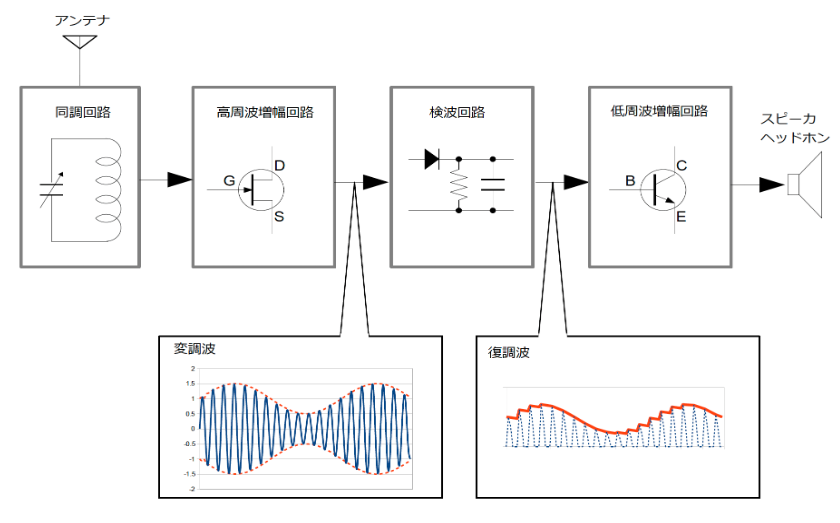 アンテナ
同調回路
高周波増幅回路
検波回路
低周波増幅回路
スピーカ
ヘッドホン
G
D
S
B
C
E
変調波
2
1.5
1
0.5
0
-0.5
-1
-1.5
-2
復調波